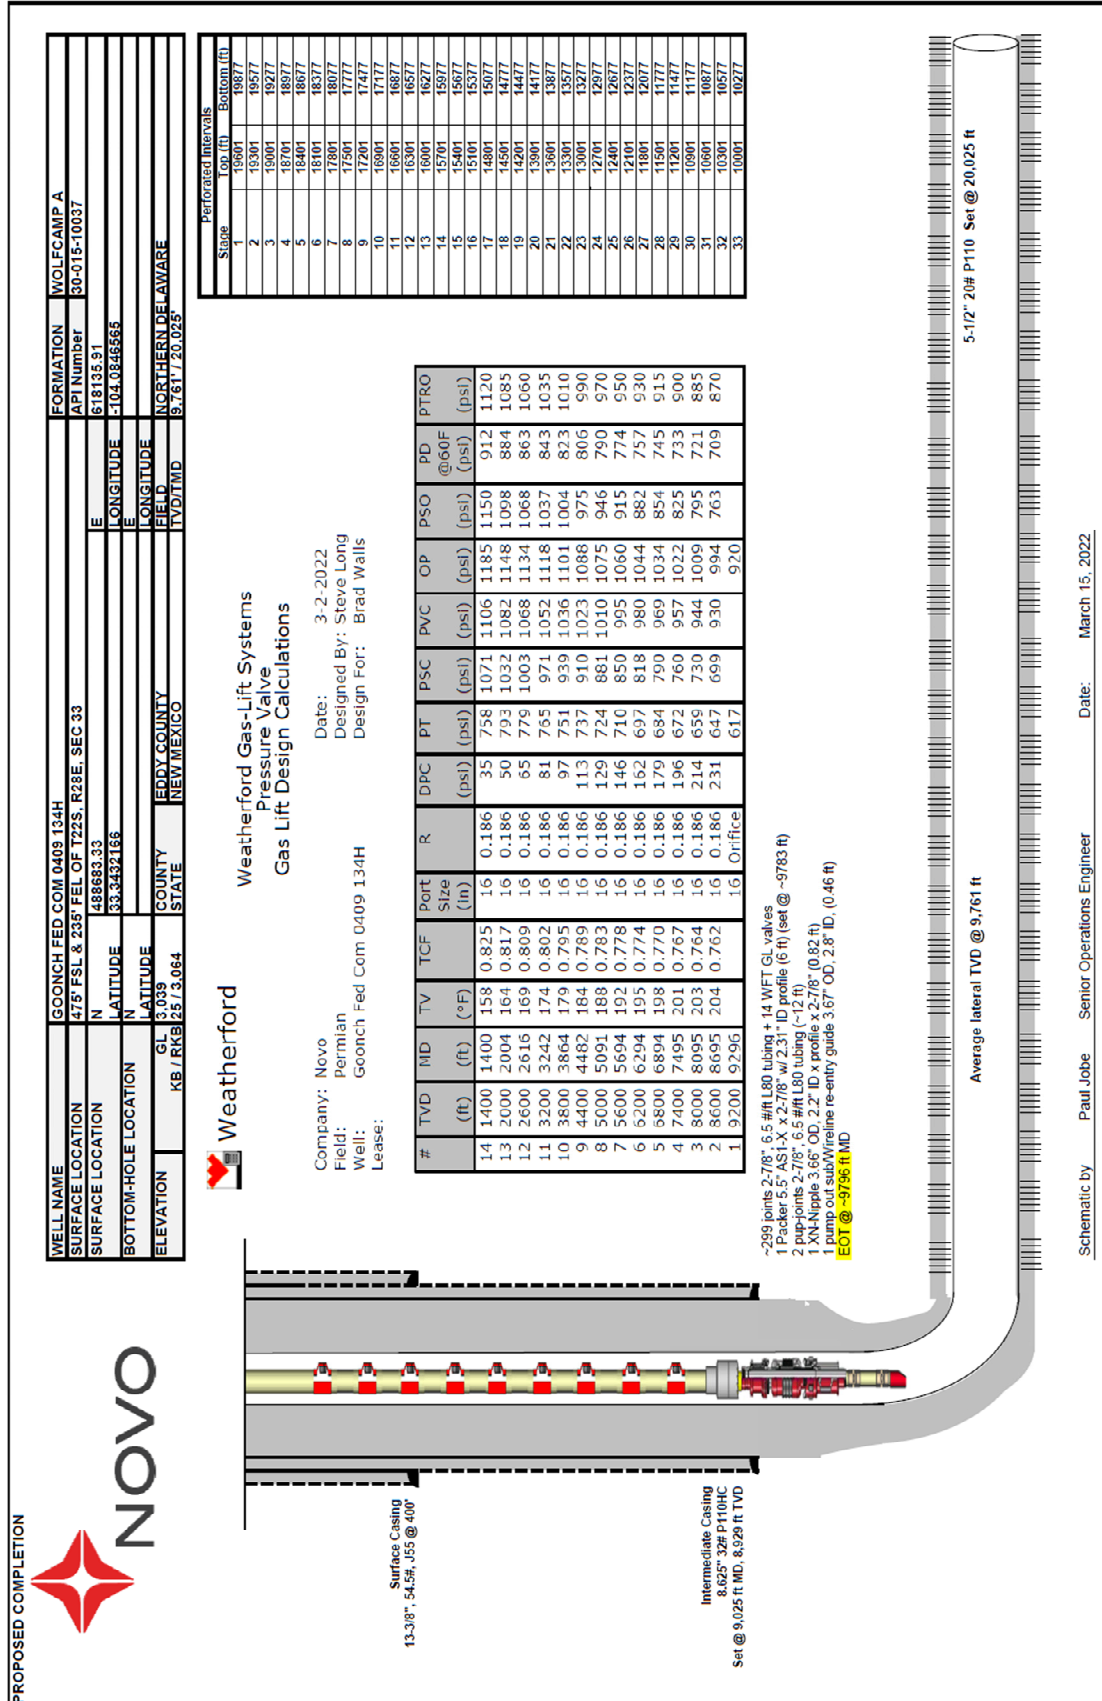 PROPOSED COMPLETION
NOVO
WELL NAME GOONCH FED COM 0409 134H FORMATION WOLFCAMP A
SURFACE LOCATION 475' FSL & 235' FEL OF T22S, R28E, SEC 33 API Number 30-015-10037
SURFACE LOCATION N 488683.33 E 618135.91
LATITUDE 33.3432166 LONGITUDE -104.0846565
BOTTOM-HOLE LOCATION N E
LATITUDE LONGITUDE
ELEVATION GL 3,039 COUNTY EDDY COUNTY FIELD NORTHERN DELAWARE
KB / RKB 25 / 3,064 STATE NEW MEXICO TVD/TMD 9,761' / 20,025'
Weatherford
Weatherford Gas-Lift Systems
Pressure Valve
Gas Lift Design Calculations
Company: Novo Date: 3-2-2022
Field: Permian Designed By: Steve Long
Well: Goonch Fed Com 0409 134H Design For: Brad Walls
Lease:
# TVD MD TV TCF Port R DPC PT PSC PVC OP PSO PD PTRO
Size @60F
(ft) (ft) (°F) (in) (psi) (psi) (psi) (psi) (psi) (psi) (psi) (psi)
14 1400 1400 158 0.825 16 0.186 35 758 1071 1106 1185 1150 912 1120
13 2000 2004 164 0.817 16 0.186 50 793 1032 1082 1148 1098 884 1085
12 2600 2616 169 0.809 16 0.186 65 779 1003 1068 1134 1068 863 1060
11 3200 3242 174 0.802 16 0.186 81 765 971 1052 1118 1037 843 1035
10 3800 3864 179 0.795 16 0.186 97 751 939 1036 1101 1004 823 1010
9 4400 4482 184 0.789 16 0.186 113 737 910 1023 1088 975 806 990
8 5000 5091 188 0.783 16 0.186 129 724 881 1010 1075 946 790 970
7 5600 5694 192 0.778 16 0.186 146 710 850 995 1060 915 774 950
6 6200 6294 195 0.774 16 0.186 162 697 818 980 1044 882 757 930
5 6800 6894 198 0.770 16 0.186 179 684 790 969 1034 854 745 915
4 7400 7495 201 0.767 16 0.186 196 672 760 957 1022 825 733 900
3 8000 8095 203 0.764 16 0.186 214 659 730 944 1009 795 721 885
2 8600 8695 204 0.762 16 0.186 231 647 699 930 994 763 709 870
1 9200 9296 16 Orifice 617 920
Perforated Intervals
Stage Top (ft) Bottom (ft)
1 19601 19877
2 19301 19577
3 19001 19277
4 18701 18977
5 18401 18677
6 18101 18377
7 17801 18077
8 17501 17777
9 17201 17477
10 16901 17177
11 16601 16877
12 16301 16577
13 16001 16277
14 15701 15977
15 15401 15677
16 15101 15377
17 14801 15077
18 14501 14777
19 14201 14477
20 13901 14177
21 13601 13877
22 13301 13577
23 13001 13277
24 12701 12977
25 12401 12677
26 12101 12377
27 11801 12077
28 11501 11777
29 11201 11477
30 10901 11177
31 10601 10877
32 10301 10577
33 10001 10277
Surface Casing
13-3/8", 54.5#, J55 @ 400'
Intermediate Casing
8.625" 32# P110HC
Set @ 9,025 ft MD, 8,929 ft TVD
~299 joints 2-7/8", 6.5 #/ft L80 tubing + 14 WFT GL valves
1 Packer 5.5" AS1-X x 2-7/8" w/ 2.31" ID profile (6 ft) (set @ ~9783 ft)
2 pup-joints 2-7/8", 6.5 #/ft L80 tubing (~12 ft)
1 XN-Nipple 3.66" OD, 2.2" ID x profile x 2-7/8" (0.82 ft)
1 pump out sub/Wireline re-entry guide 3.67" OD, 2.8" ID, (0.46 ft)
EOT @ ~9796 ft MD
5-1/2" 20# P110 Set @ 20,025 ft
Average lateral TVD @ 9,761 ft
Schematic by Paul Jobe Senior Operations Engineer Date: March 15, 2022